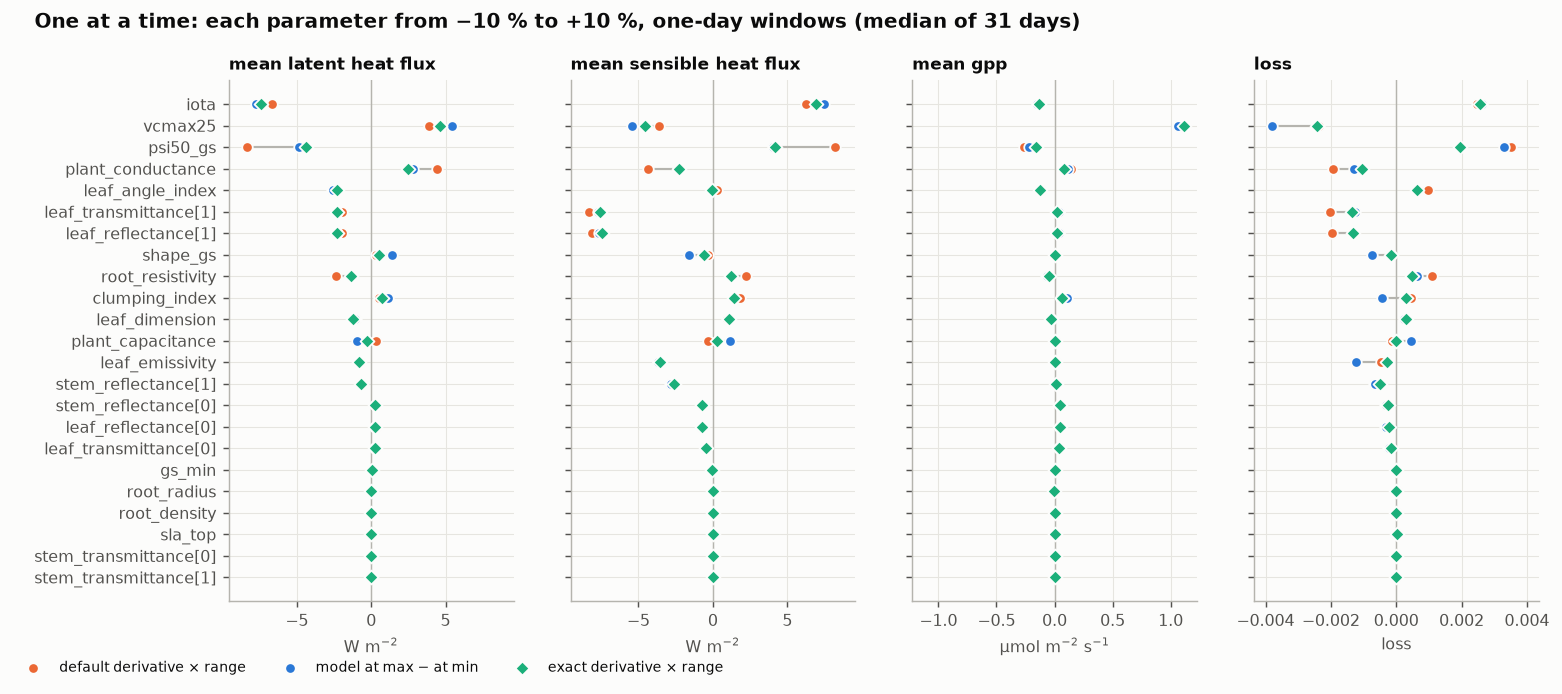 One at a time: each parameter from −10 % to +10 %, one-day windows (median of 31 days)
mean latent heat flux
mean sensible heat flux
mean gpp
loss
iota
vcmax25
psi50_gs
plant_conductance
leaf_angle_index
leaf_transmittance[1]
leaf_reflectance[1]
shape_gs
root_resistivity
clumping_index
leaf_dimension
plant_capacitance
leaf_emissivity
stem_reflectance[1]
stem_reflectance[0]
leaf_reflectance[0]
leaf_transmittance[0]
gs_min
root_radius
root_density
sla_top
stem_transmittance[0]
stem_transmittance[1]
−5 0 5
−5 0 5
−1.0 −0.5 0.0 0.5 1.0
−0.004 −0.002 0.000 0.002 0.004
W m⁻²
W m⁻²
μmol m⁻² s⁻¹
loss
default derivative × range
model at max − at min
exact derivative × range